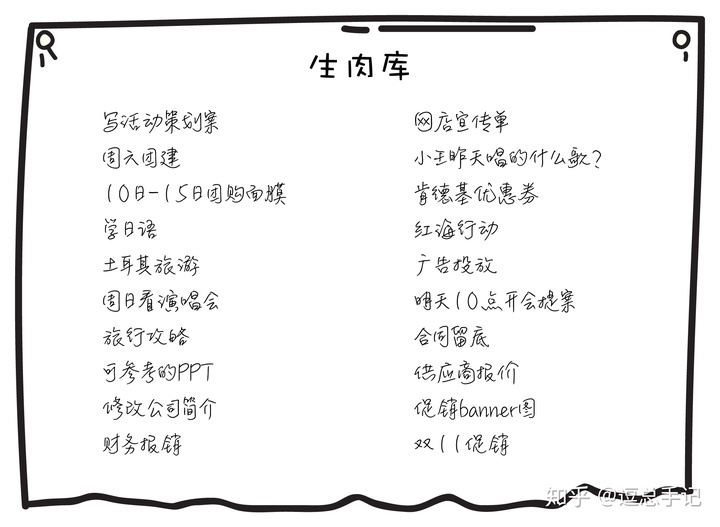 生肉库
写活动策划案
周六团建
10日-15日团购面膜
学日语
土耳其旅游
周日看演唱会
旅行攻略
可参考的PPT
修改公司简介
财务报销
网店宣传单
小王昨天唱的什么歌？
肯德基优惠券
红海行动
广告投放
明天10点开会提案
合同留底
供应商报价
促销banner图
双11促销
知乎 @逗总手记